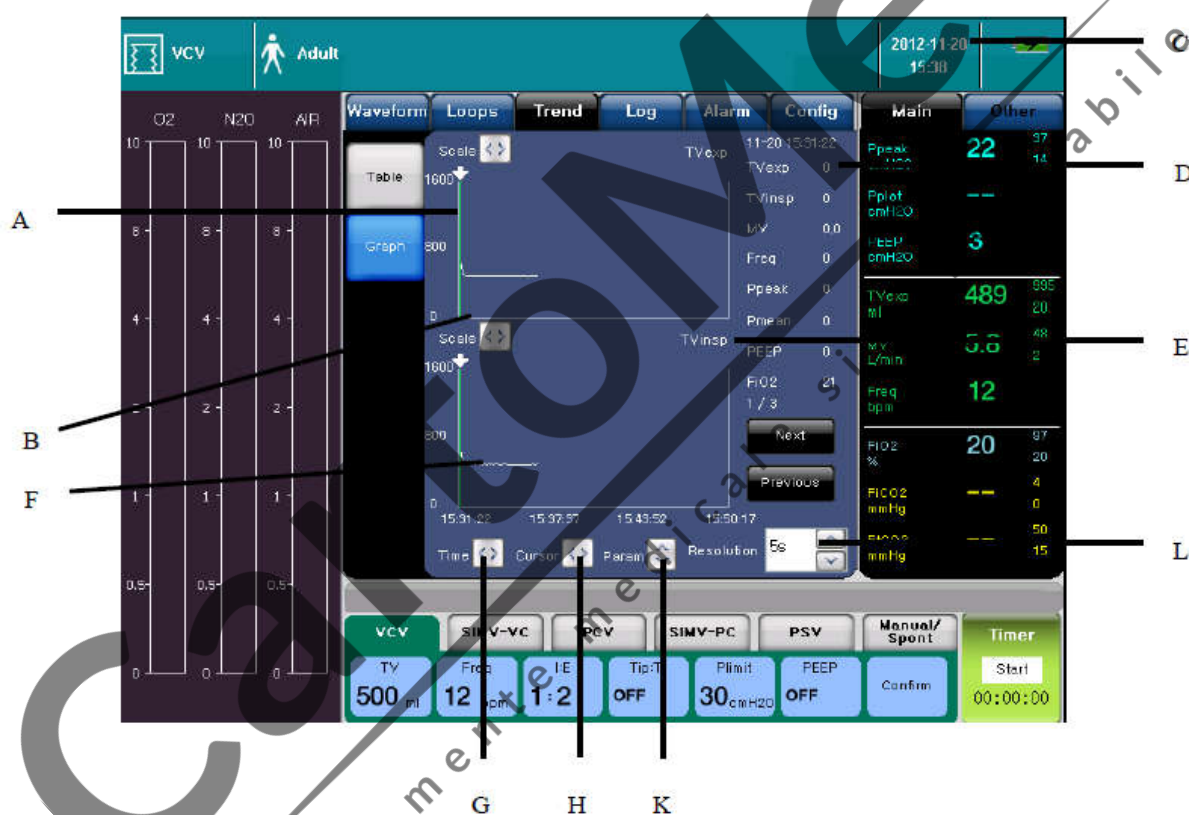 VCV
Adult
2012-11-20
15:38
C
O2 N2O AIR
10 10 10
8 8 8
4 4 4
2 2
1 1 1
0.5 0.5 0.5
0 0 0
Waveform Loops Trend Log Alarm Config
Table
Graph
Scale
TVexp
1600
800
0
Scale
TVinsp
1600
800
0
15:31:22 15:37:37 15:43:52 15:50:17
11-20 15:31:22
TVexp 0
TVinsp 0
MV 0.0
Freq 0
Ppeak 0
Pmean 0
PEEP 0
FiO2 21
1 / 3
Next
Previous
Time Cursor Param Resolution 5s
Main Other
Ppeak 22 37
cmH2O 14
Pplat --
cmH2O
PEEP 3
cmH2O
TVexp 489 995
ml 20
MV 5.8 48
L/min 2
Freq 12
bpm
FiO2 20 97
% 20
FiCO2 -- 4
mmHg 0
-- 50
mmHg 15
VCV SIMV-VC PCV SIMV-PC PSV Manual/
Spont
TV Freq I:E Tip:T Plimit PEEP
500 ml 12 bpm 1:2 OFF 30 cmH2O OFF
Confirm
Timer
Start
00:00:00
A
B
F
D
E
L
G H K
CartoMed
mentenante medicare si
abile